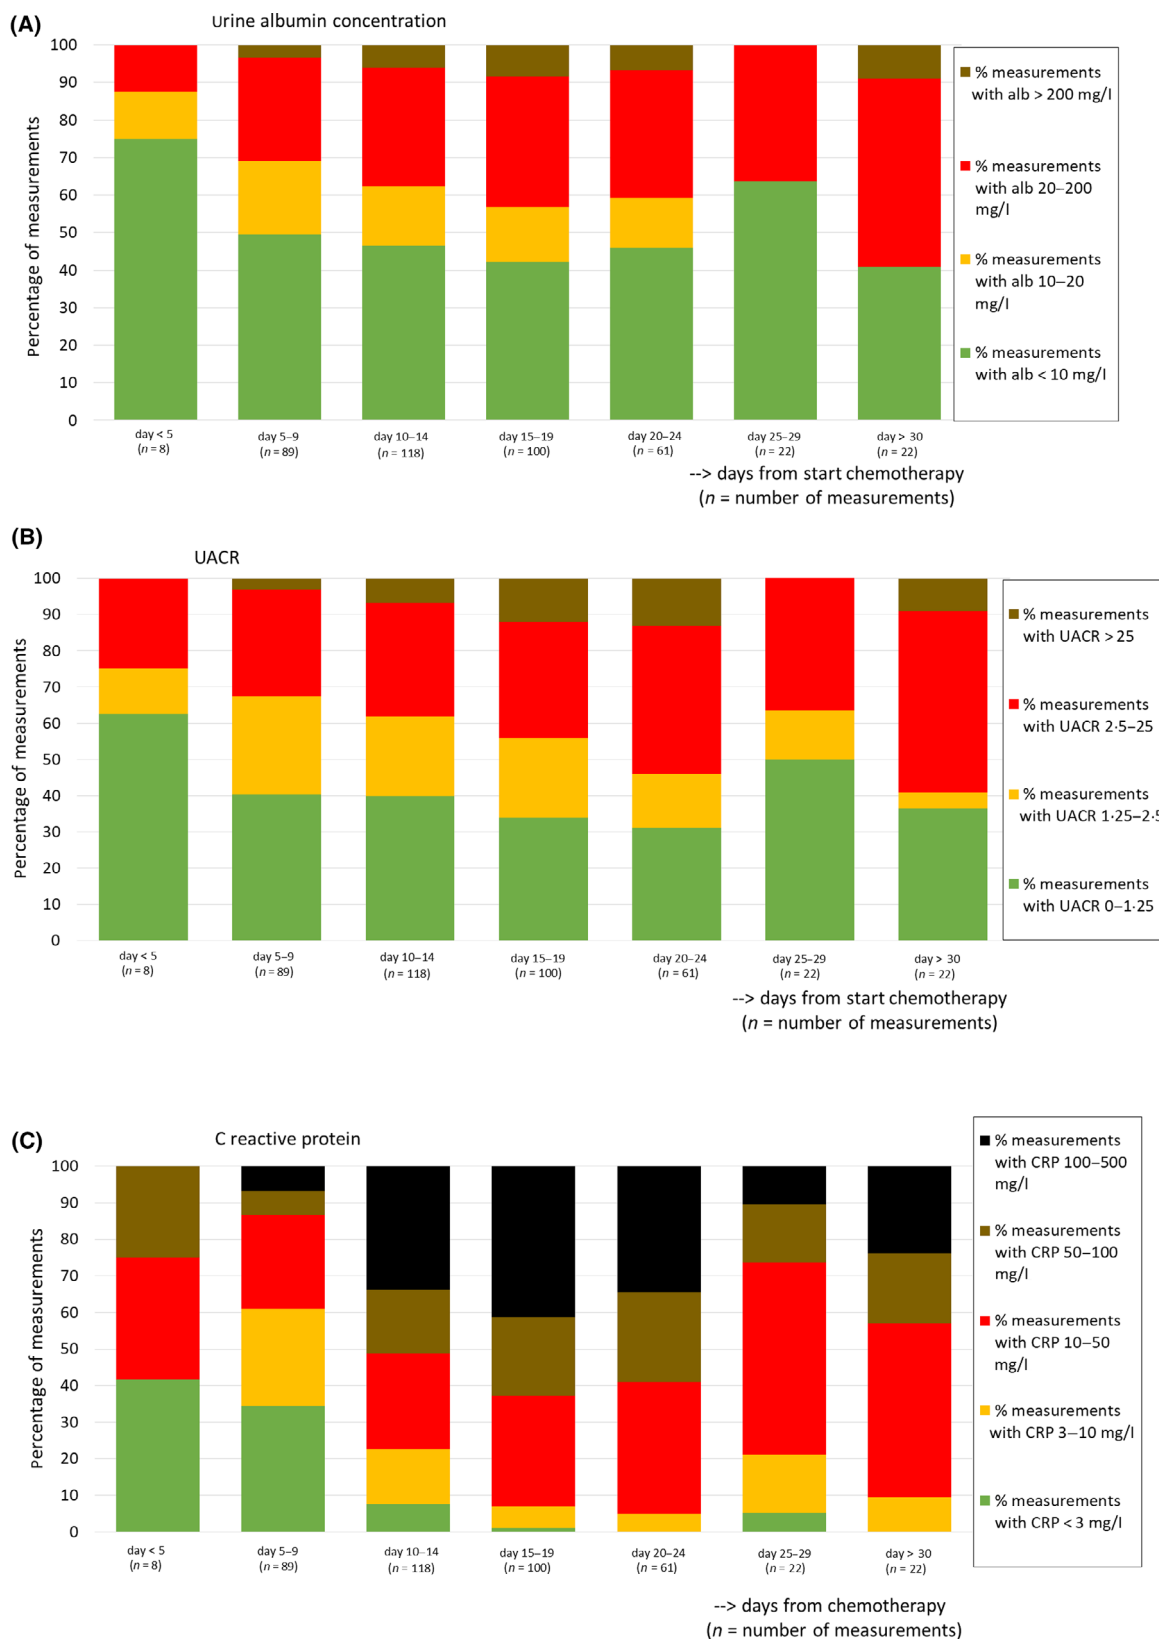 (A)
Urine albumin concentration
100
90
80
70
60
50
40
30
20
10
0
Percentage of measurements
day < 5
(n = 8)
day 5–9
(n = 89)
day 10–14
(n = 118)
day 15–19
(n = 100)
day 20–24
(n = 61)
day 25–29
(n = 22)
day > 30
(n = 22)
--> days from start chemotherapy
(n = number of measurements)
% measurements
with alb > 200 mg/l
% measurements
with alb 20–200
mg/l
% measurements
with alb 10–20
mg/l
% measurements
with alb < 10 mg/l
(B)
UACR
100
90
80
70
60
50
40
30
20
10
0
Percentage of measurements
day < 5
(n = 8)
day 5–9
(n = 89)
day 10–14
(n = 118)
day 15–19
(n = 100)
day 20–24
(n = 61)
day 25–29
(n = 22)
day > 30
(n = 22)
--> days from start chemotherapy
(n = number of measurements)
% measurements
with UACR > 25
% measurements
with UACR 2·5–25
% measurements
with UACR 1·25–2·5
% measurements
with UACR 0–1·25
(C)
C reactive protein
100
90
80
70
60
50
40
30
20
10
0
Percentage of measurements
day < 5
(n = 8)
day 5–9
(n = 89)
day 10–14
(n = 118)
day 15–19
(n = 100)
day 20–24
(n = 61)
day 25–29
(n = 22)
day > 30
(n = 22)
--> days from chemotherapy
(n = number of measurements)
% measurements
with CRP 100–500
mg/l
% measurements
with CRP 50–100
mg/l
% measurements
with CRP 10–50
mg/l
% measurements
with CRP 3–10 mg/l
% measurements
with CRP < 3 mg/l